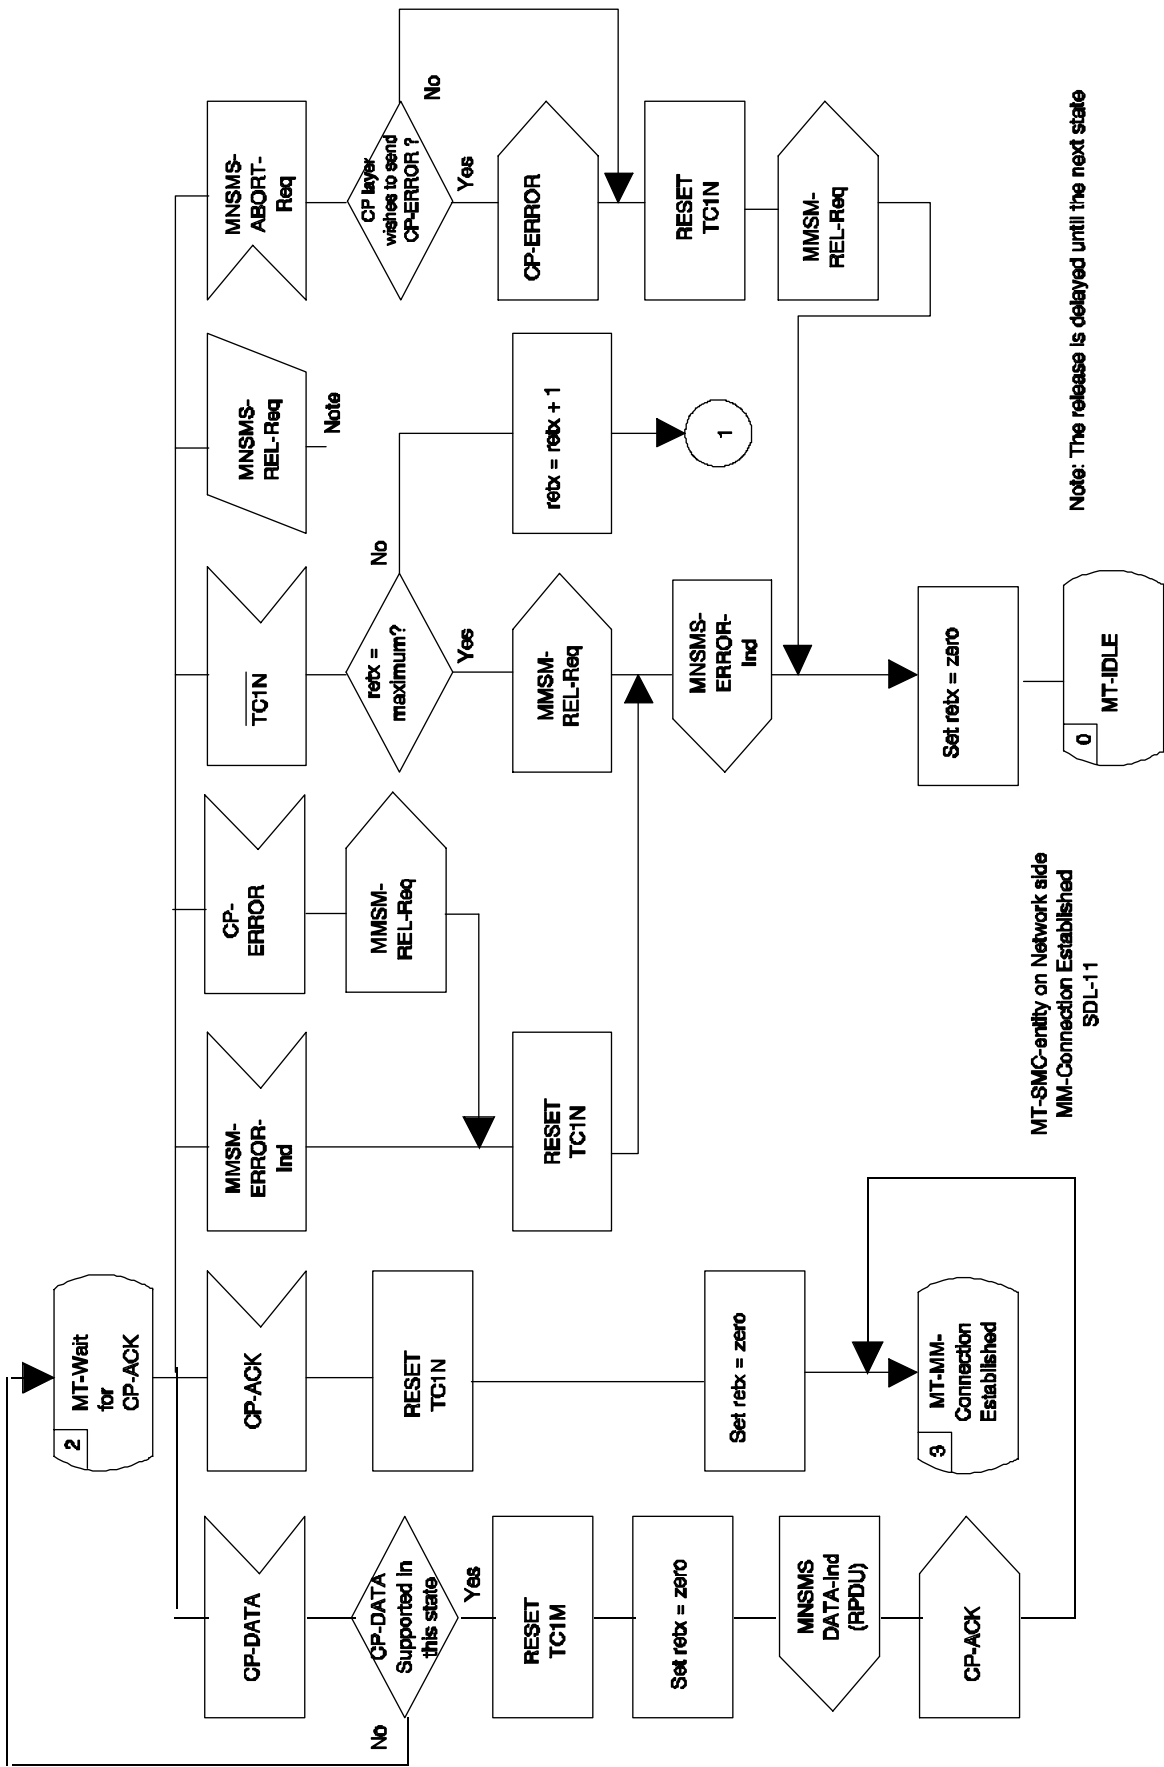 2
MT-Wait
for
CP-ACK
CP-DATA
CP-DATA
Supported in
this state
No
Yes
RESET
TC1M
Set retx = zero
MNSMS
DATA-Ind
(RPDU)
CP-ACK
CP-ACK
RESET
TC1N
Set retx = zero
3
MT-MM-
Connection
Established
MMSM-
ERROR-
Ind
RESET
TC1N
CP-
ERROR
MMSM-
REL-Req
TC1N
retx =
maximum?
No
Yes
retx = retx + 1
1
MMSM-
REL-Req
MNSMS-
ERROR-
Ind
Set retx = zero
0
MT-IDLE
MNSMS-
REL-Req
Note
MNSMS-
ABORT-
Req
CP layer
wishes to send
CP-ERROR ?
No
Yes
CP-ERROR
RESET
TC1N
MMSM-
REL-Req
MT-SMC-entity on Network side
MM-Connection Established
SDL-11
Note: The release is delayed until the next state